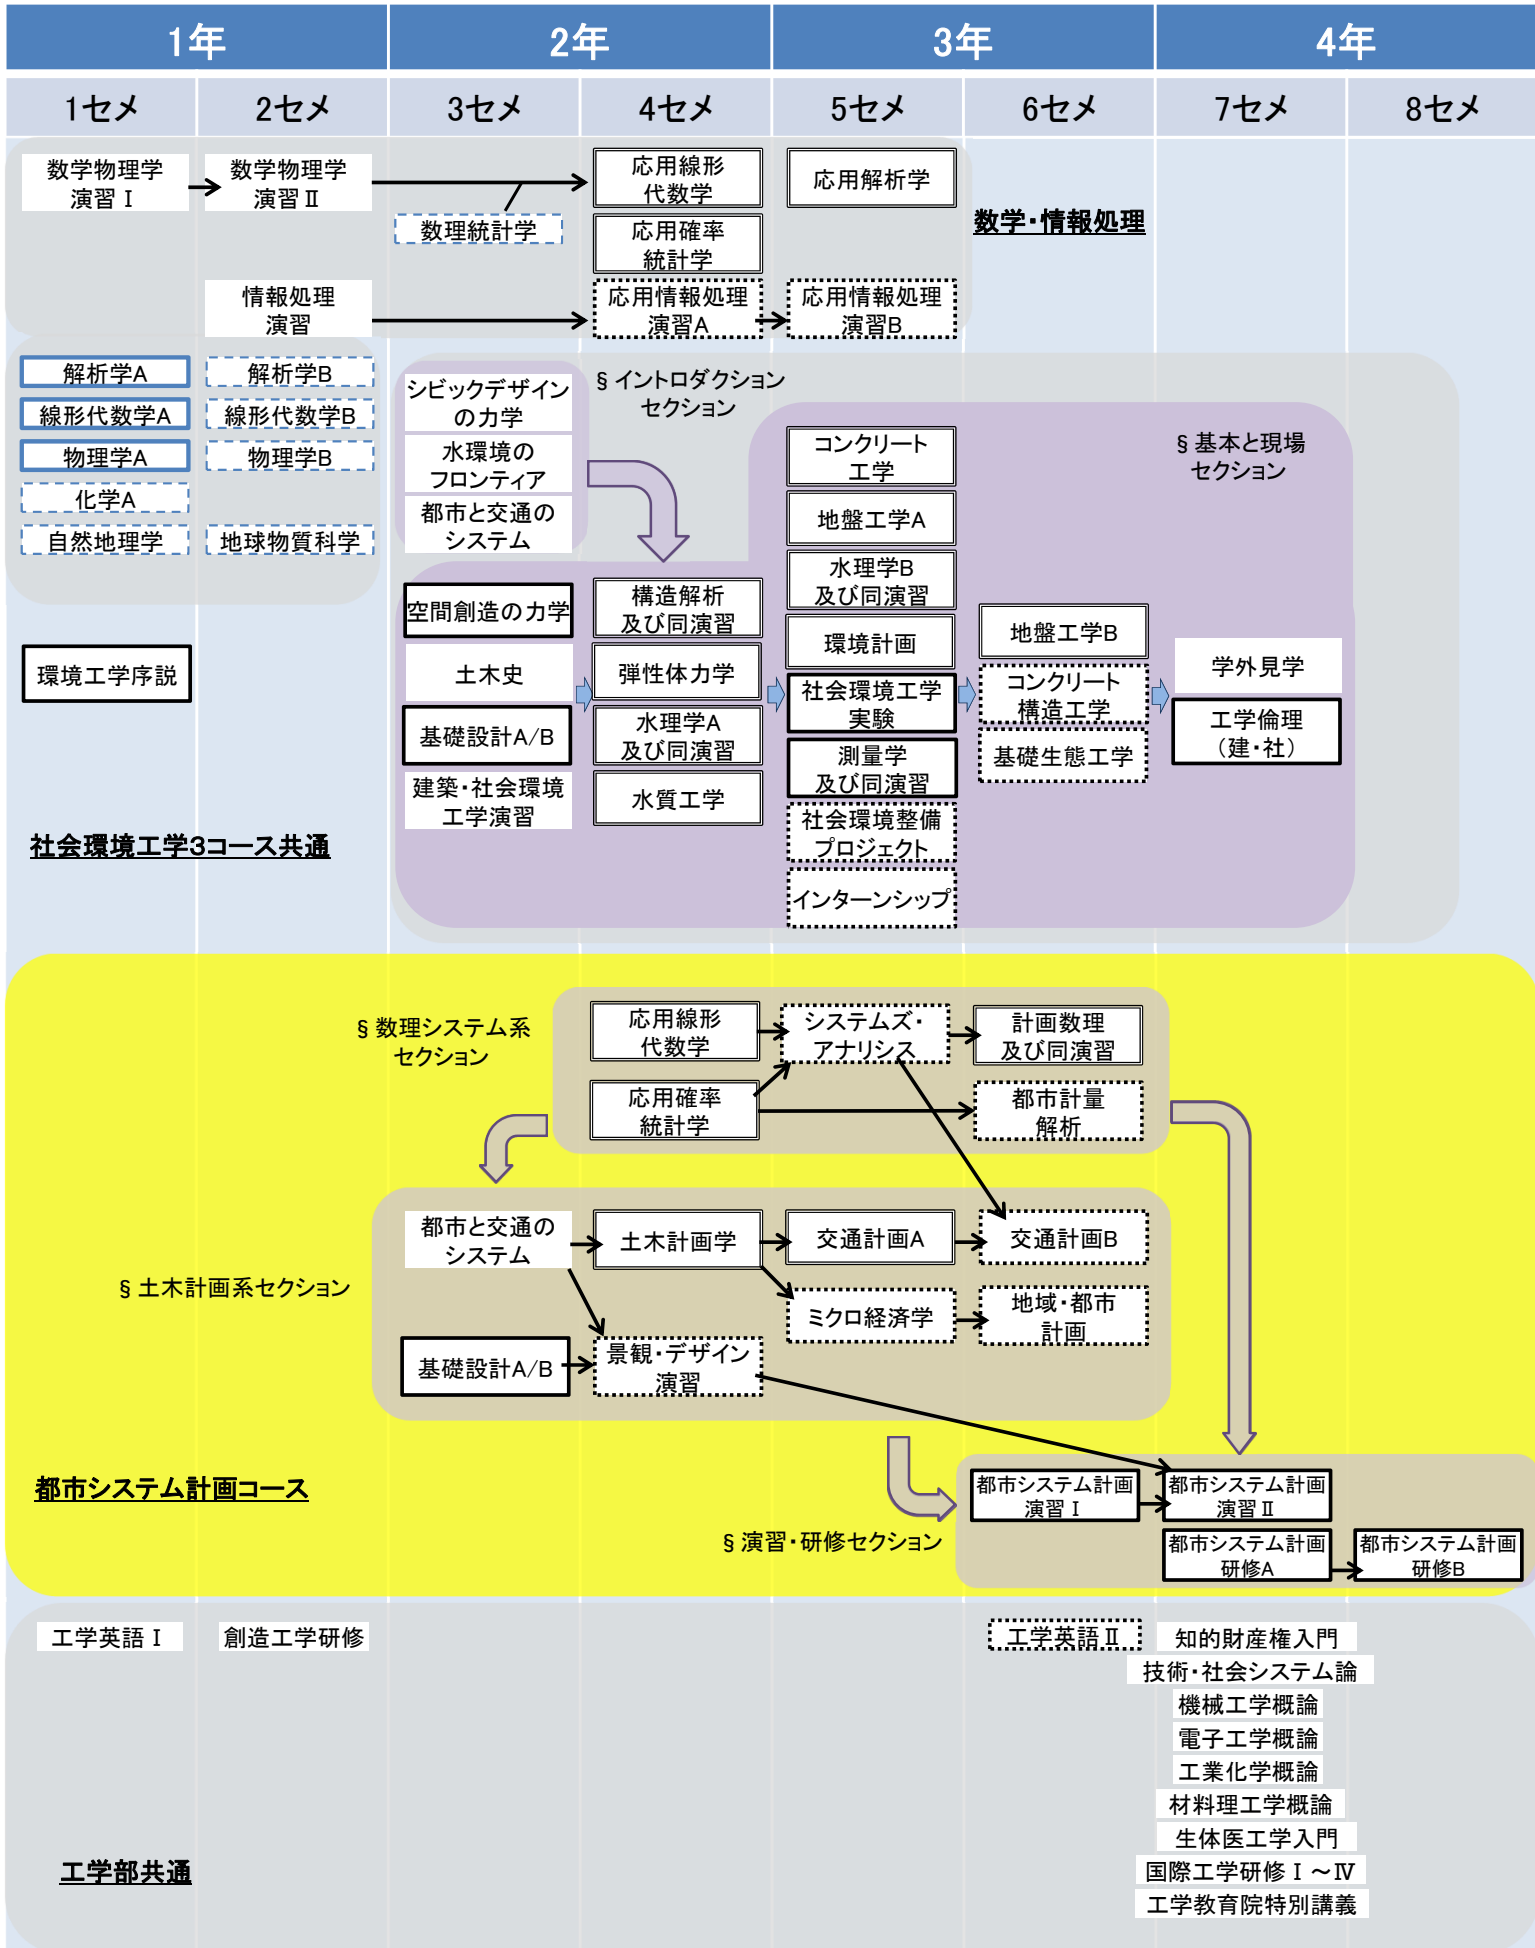 1年
2年
3年
4年
1セメ
2セメ
3セメ
4セメ
5セメ
6セメ
7セメ
8セメ
数学物理学
演習Ⅰ
数学物理学
演習Ⅱ
数理統計学
応用線形
代数学
応用解析学
応用確率
統計学
数学・情報処理
情報処理
演習
応用情報処理
演習A
応用情報処理
演習B
解析学A
解析学B
線形代数学A
線形代数学B
物理学A
物理学B
化学A
自然地理学
地球物質科学
環境工学序説
社会環境工学3コース共通
シビックデザイン
の力学
水環境の
フロンティア
都市と交通の
システム
§イントロダクション
セクション
§基本と現場
セクション
空間創造の力学
土木史
基礎設計A/B
建築・社会環境
工学演習
構造解析
及び同演習
弾性体力学
水理学A
及び同演習
水質工学
コンクリート
工学
地盤工学A
水理学B
及び同演習
環境計画
社会環境工学
実験
測量学
及び同演習
社会環境整備
プロジェクト
インターンシップ
地盤工学B
コンクリート
構造工学
基礎生態工学
学外見学
工学倫理
（建・社）
§数理システム系
セクション
応用線形
代数学
システムズ・
アナリシス
計画数理
及び同演習
応用確率
統計学
都市計量
解析
§土木計画系セクション
都市と交通の
システム
土木計画学
交通計画A
交通計画B
ミクロ経済学
地域・都市
計画
基礎設計A/B
景観・デザイン
演習
都市システム計画コース
§演習・研修セクション
都市システム計画
演習Ⅰ
都市システム計画
演習Ⅱ
都市システム計画
研修A
都市システム計画
研修B
工学英語Ⅰ
創造工学研修
工学英語Ⅱ
知的財産権入門
技術・社会システム論
機械工学概論
電子工学概論
工業化学概論
材料理工学概論
生体医工学入門
国際工学研修Ⅰ～Ⅳ
工学教育院特別講義
工学部共通